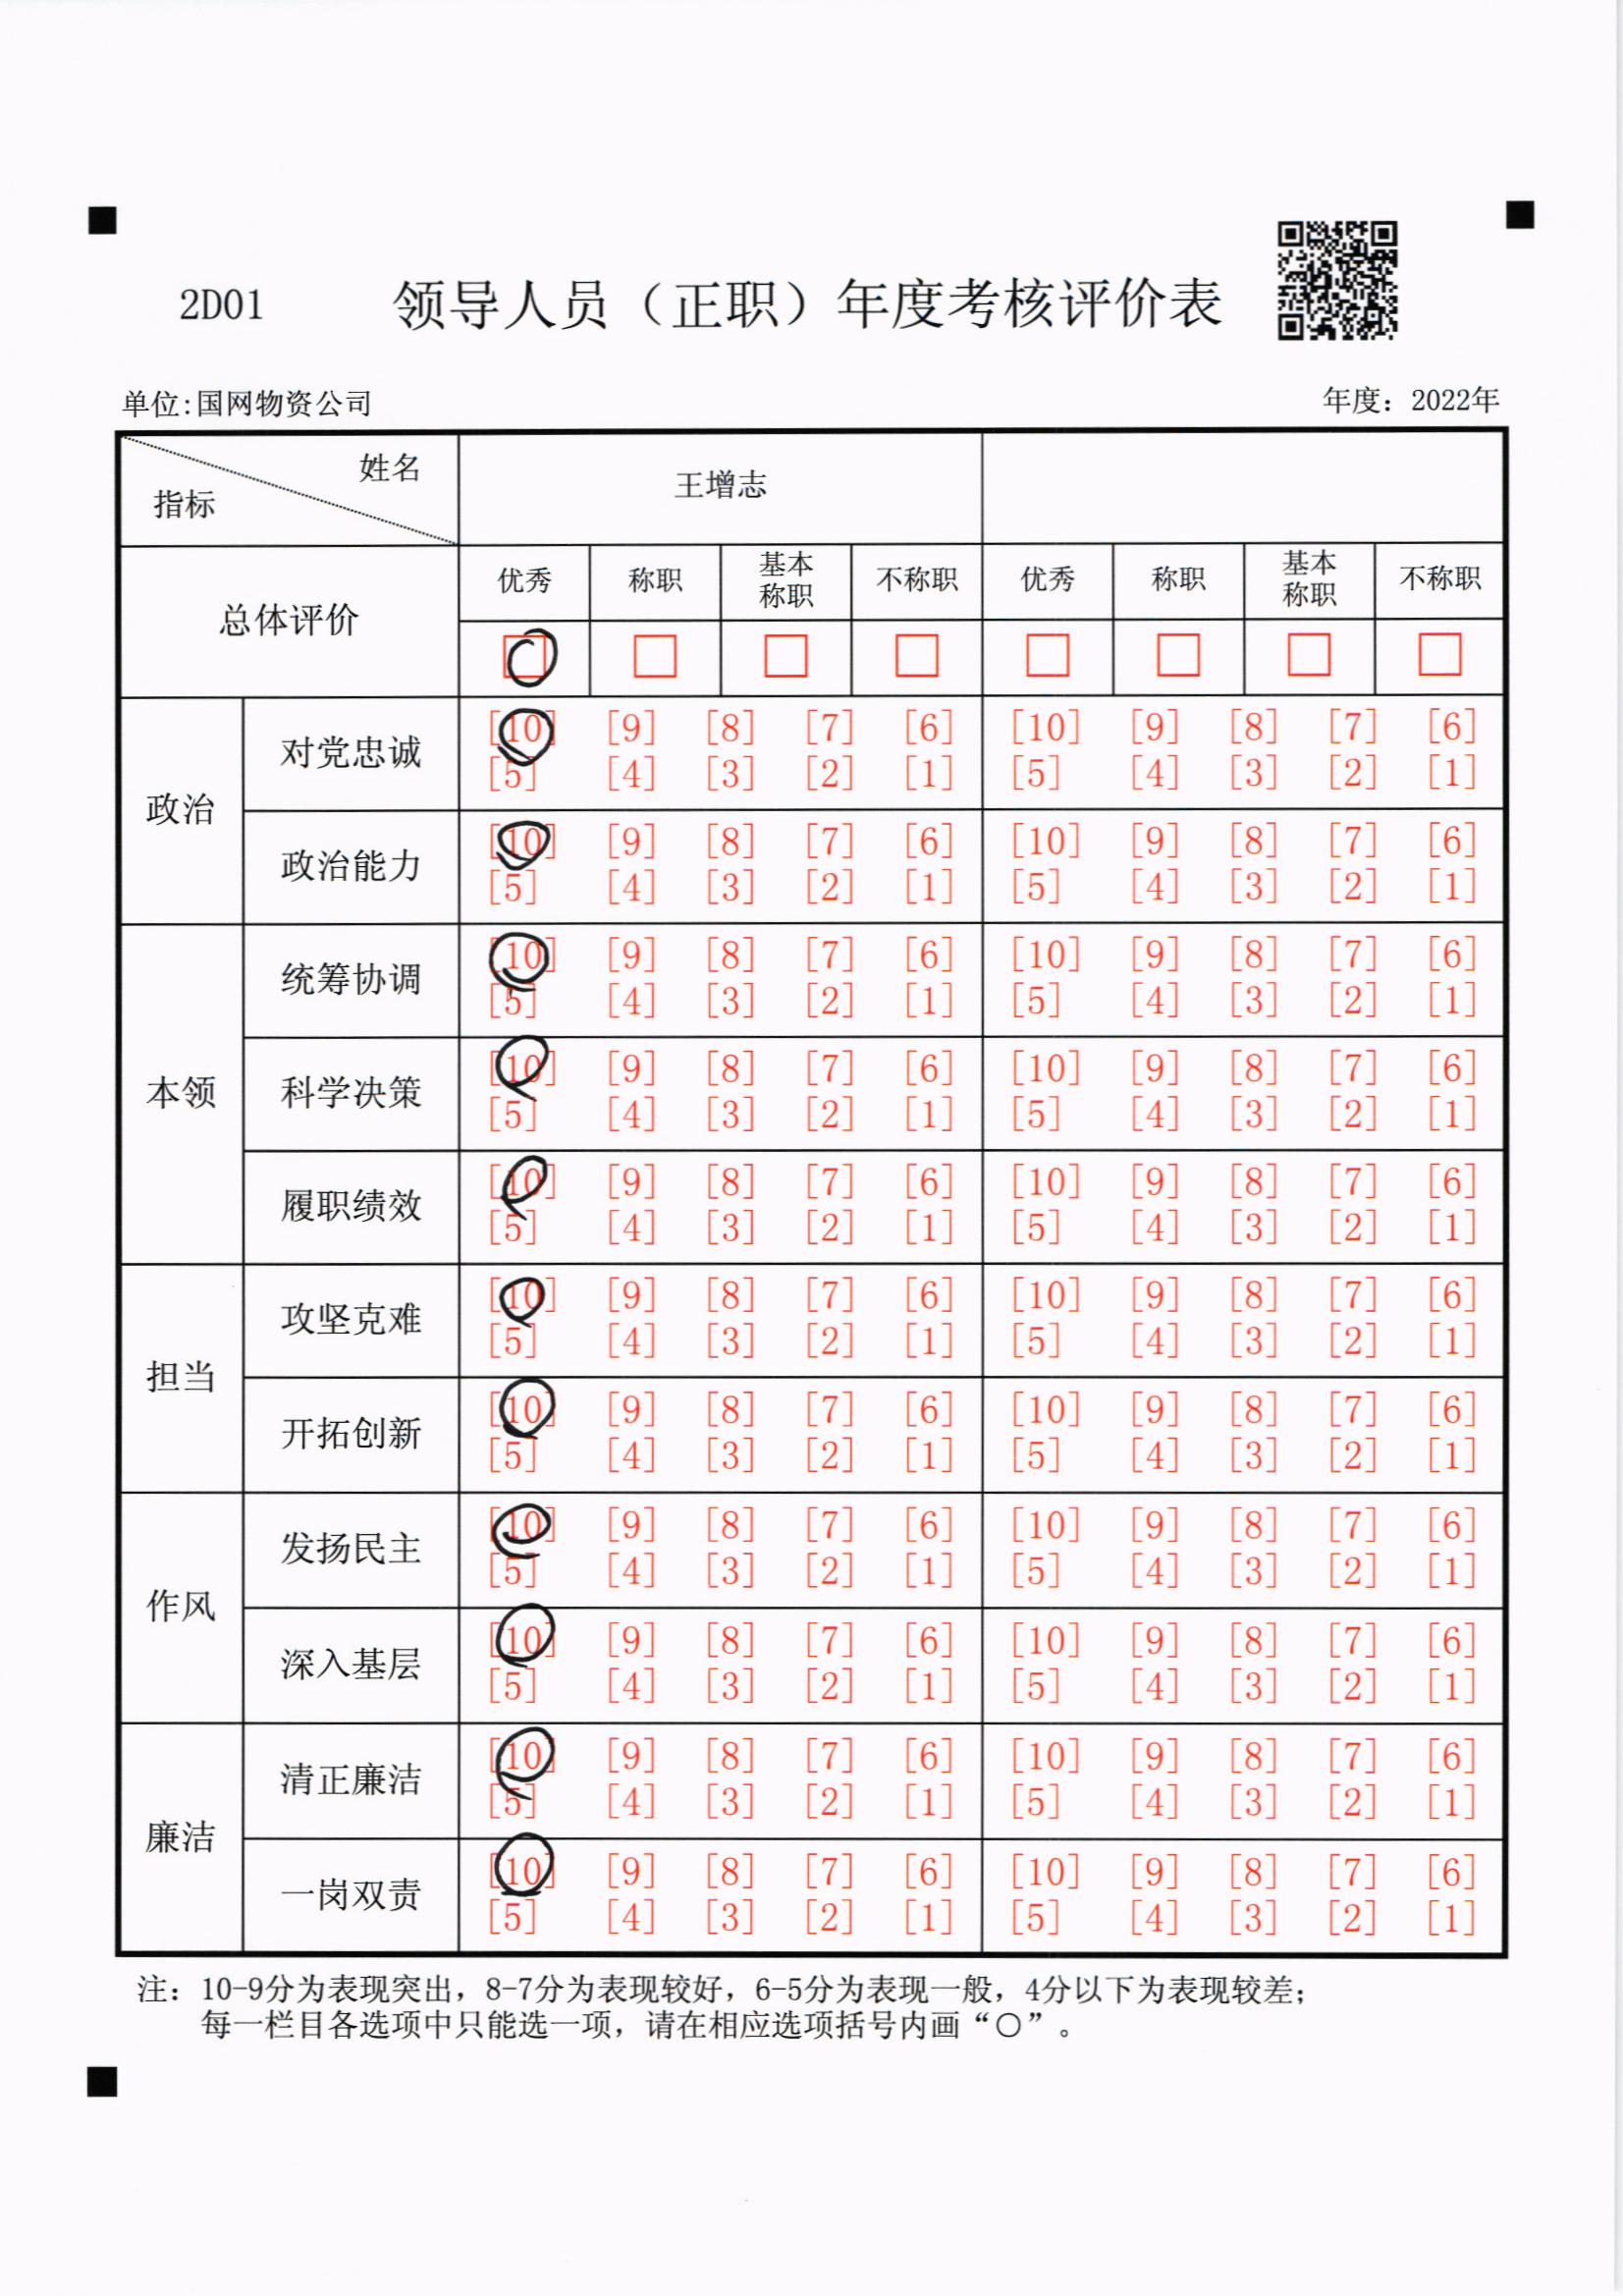 2D01 领导人员（正职）年度考核评价表
单位:国网物资公司 年度：2022年
姓名
指标
王增志
总体评价
优秀 称职 基本称职 不称职 优秀 称职 基本称职 不称职
政治
对党忠诚
[10] [9] [8] [7] [6] [10] [9] [8] [7] [6]
[5] [4] [3] [2] [1] [5] [4] [3] [2] [1]
政治能力
[10] [9] [8] [7] [6] [10] [9] [8] [7] [6]
[5] [4] [3] [2] [1] [5] [4] [3] [2] [1]
本领
统筹协调
[10] [9] [8] [7] [6] [10] [9] [8] [7] [6]
[5] [4] [3] [2] [1] [5] [4] [3] [2] [1]
科学决策
[10] [9] [8] [7] [6] [10] [9] [8] [7] [6]
[5] [4] [3] [2] [1] [5] [4] [3] [2] [1]
履职绩效
[10] [9] [8] [7] [6] [10] [9] [8] [7] [6]
[5] [4] [3] [2] [1] [5] [4] [3] [2] [1]
担当
攻坚克难
[10] [9] [8] [7] [6] [10] [9] [8] [7] [6]
[5] [4] [3] [2] [1] [5] [4] [3] [2] [1]
开拓创新
[10] [9] [8] [7] [6] [10] [9] [8] [7] [6]
[5] [4] [3] [2] [1] [5] [4] [3] [2] [1]
作风
发扬民主
[10] [9] [8] [7] [6] [10] [9] [8] [7] [6]
[5] [4] [3] [2] [1] [5] [4] [3] [2] [1]
深入基层
[10] [9] [8] [7] [6] [10] [9] [8] [7] [6]
[5] [4] [3] [2] [1] [5] [4] [3] [2] [1]
廉洁
清正廉洁
[10] [9] [8] [7] [6] [10] [9] [8] [7] [6]
[5] [4] [3] [2] [1] [5] [4] [3] [2] [1]
一岗双责
[10] [9] [8] [7] [6] [10] [9] [8] [7] [6]
[5] [4] [3] [2] [1] [5] [4] [3] [2] [1]
注：10-9分为表现突出，8-7分为表现较好，6-5分为表现一般，4分以下为表现较差；
每一栏目各选项中只能选一项，请在相应选项括号内画“〇”。